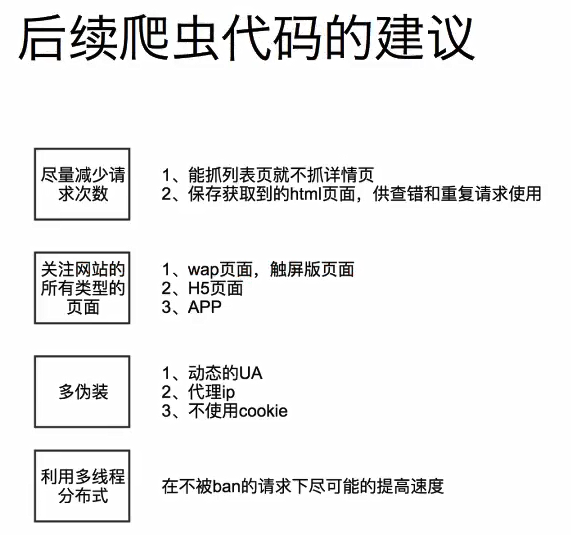 后续爬虫代码的建议
尽量减少请
求次数
1、能抓列表页就不抓详情页
2、保存获取到的html页面，供查错和重复请求使用
关注网站的
所有类型的
页面
1、wap页面，触屏版页面
2、H5页面
3、APP
多伪装
1、动态的UA
2、代理ip
3、不使用cookie
利用多线程
分布式
在不被ban的请求下尽可能的提高速度